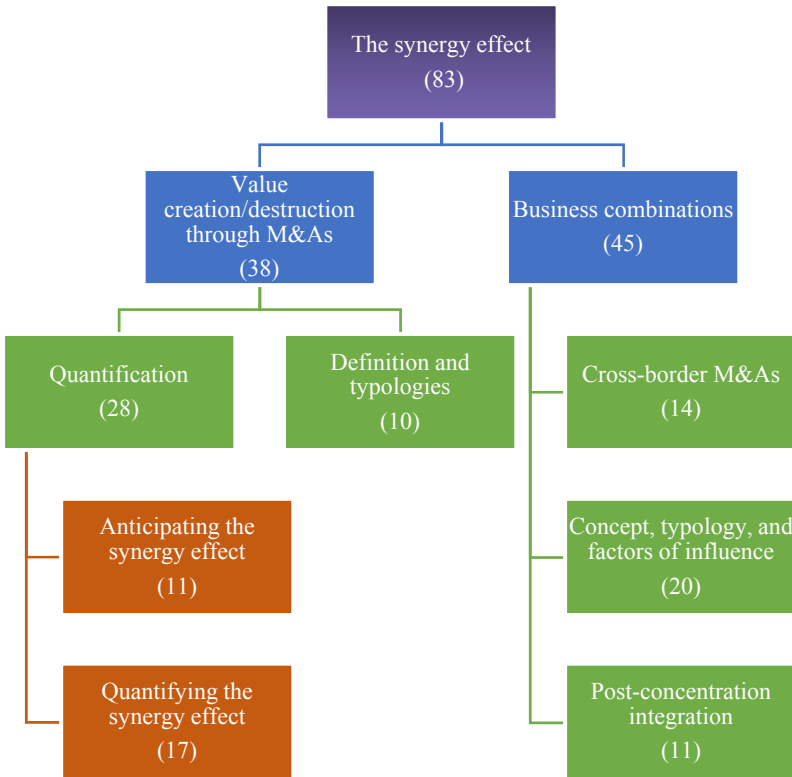 The synergy effect
(83)
Value
creation/destruction
through M&As
(38)
Business combinations
(45)
Quantification
(28)
Definition and
typologies
(10)
Cross-border M&As
(14)
Anticipating the
synergy effect
(11)
Concept, typology, and
factors of influence
(20)
Quantifying the
synergy effect
(17)
Post-concentration
integration
(11)